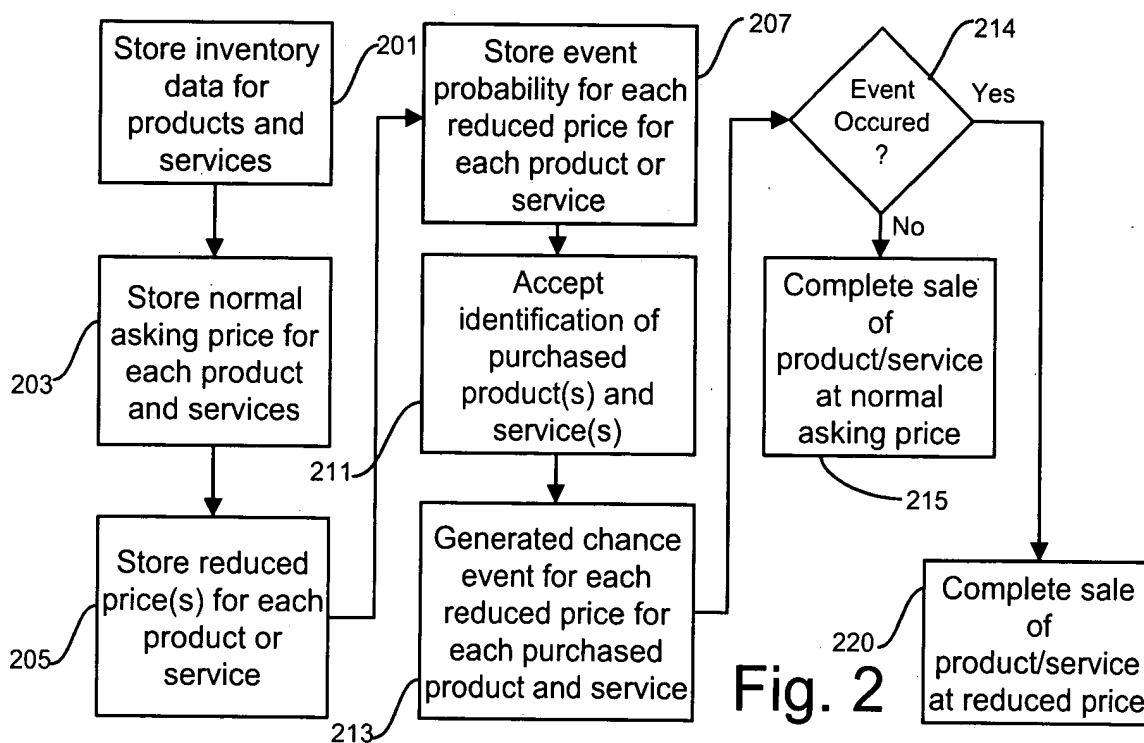 Store inventory
data for
products and
services
201
Store normal
asking price for
each product
and services
203
Store reduced
price(s) for each
product or
service
205
Store event
probability for each
reduced price for
each product or
service
207
Accept
identification of
purchased
product(s) and
service(s)
211
Generated chance
event for each
reduced price for
each purchased
product and service
213
Event
Occured
?
214
Yes
No
Complete sale
of
product/service
at normal
asking price
215
Complete sale
of
product/service
at reduced price
220
Fig. 2